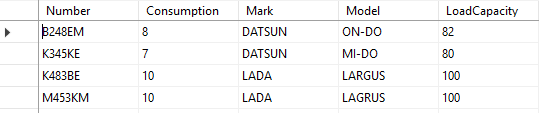 Number Consumption Mark Model LoadCapacity
B248EM 8 DATSUN ON-DO 82
K345KE 7 DATSUN MI-DO 80
K483BE 10 LADA LARGUS 100
M453KM 10 LADA LAGRUS 100